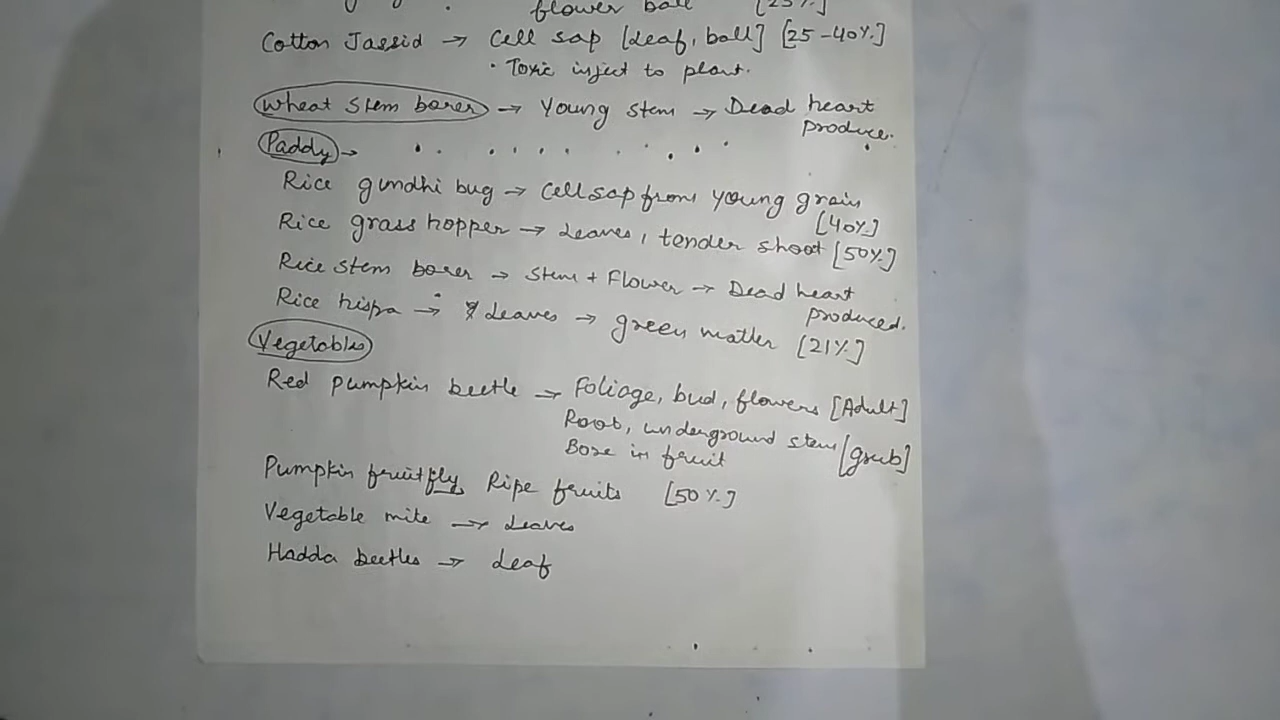 flower ball [25%]
Cotton Jassid → Cell sap [Leaf, ball] [25-40%]
• Toxic inject to plant.
Wheat stem borer → Young stem → Dead heart
produce.
Paddy →
Rice gundhi bug → Cell sap from young grain
[40%]
Rice grass hopper → Leaves, tender shoot [50%]
Rice stem borer → Stem + Flower → Dead heart
produced.
Rice hispa → Leaves → green matter [21%]
Vegetables
Red pumpkin beetle → Foliage, bud, flowers [Adult]
Root, underground stem [grub]
Bore in fruit
Pumpkin fruitfly Ripe fruits [50%]
Vegetable mite → Leaves
Hadda beetles → Leaf